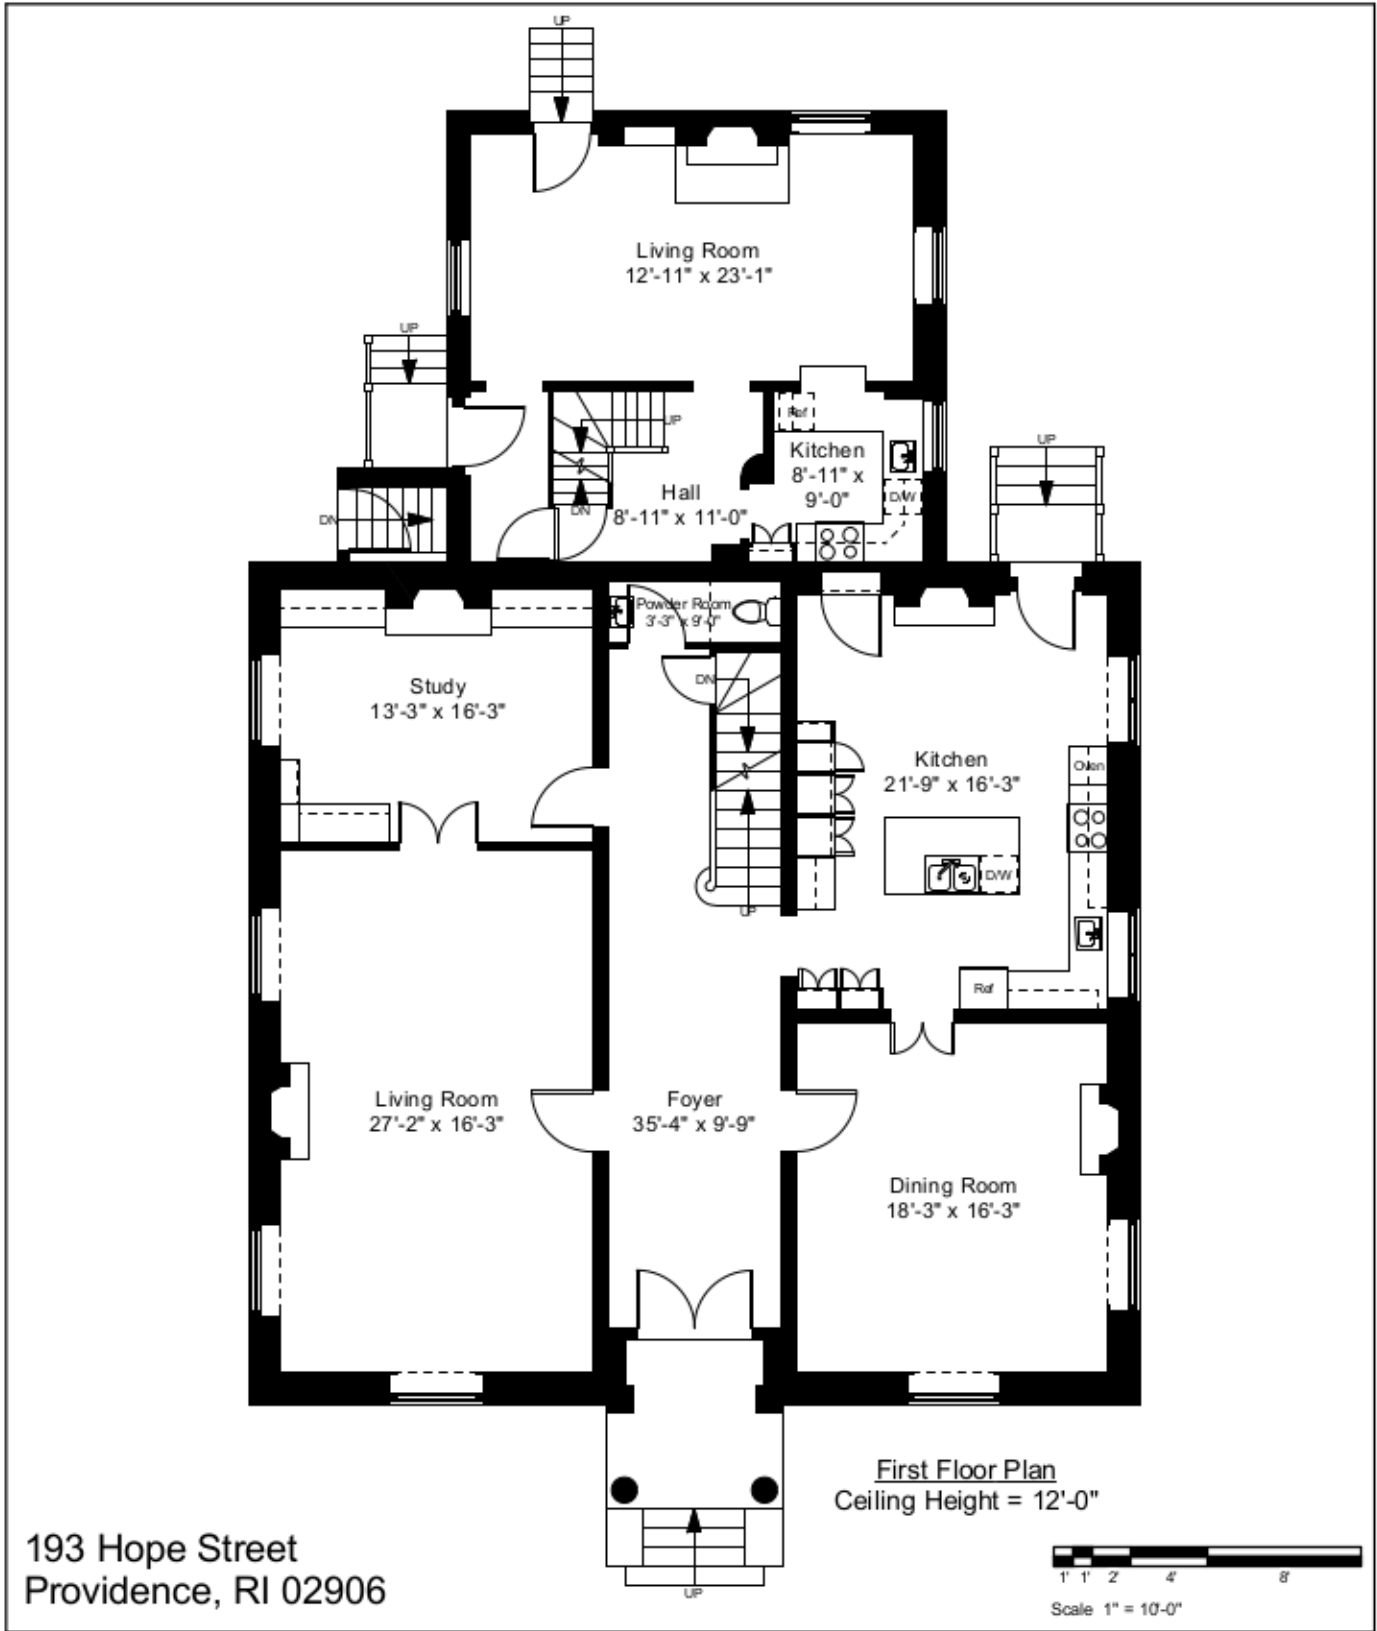 UP
Living Room
12'-11" x 23'-1"
UP
UP
Ref
Kitchen
8'-11" x
9'-0"
D/W
UP
Hall
8'-11" x 11'-0"
DN
DN
Powder Room
3'-3" x 9'-0"
Study
13'-3" x 16'-3"
DN
Kitchen
21'-9" x 16'-3"
Oven
D/W
UP
Ref
Living Room
27'-2" x 16'-3"
Foyer
35'-4" x 9'-9"
Dining Room
18'-3" x 16'-3"
First Floor Plan
Ceiling Height = 12'-0"
193 Hope Street
Providence, RI 02906
UP
1' 1' 2' 4' 8'
Scale 1" = 10'-0"